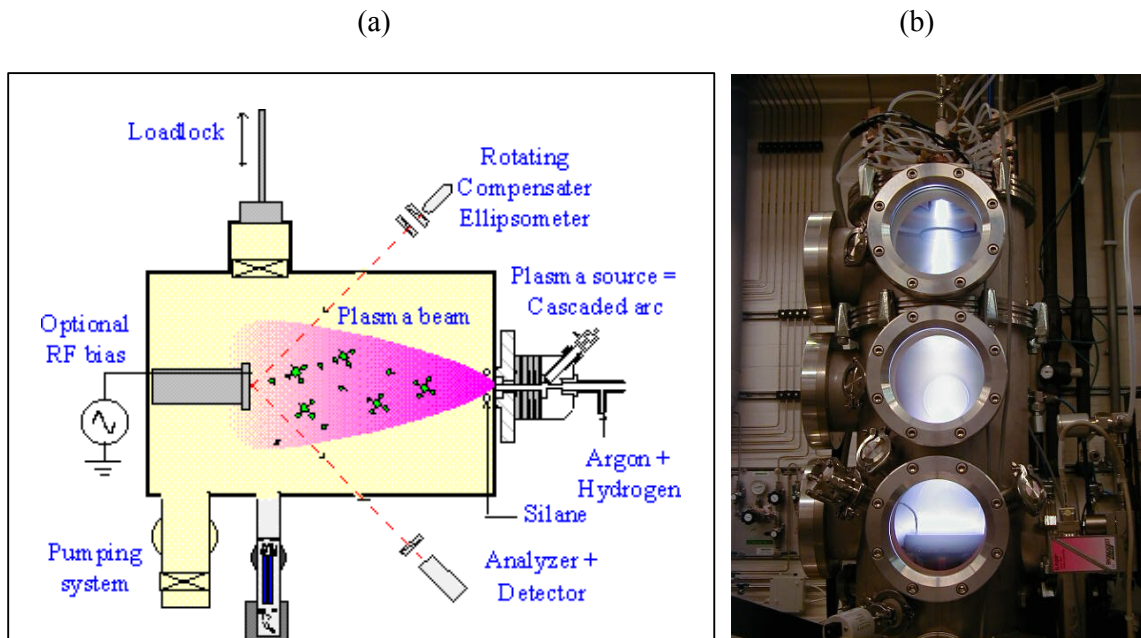 (a)
(b)
Loadlock
Rotating
Compensater
Ellipsometer
Plasma source =
Cascaded arc
Plasma beam
Optional
RF bias
Argon +
Hydrogen
Silane
Pumping
system
Analyzer +
Detector